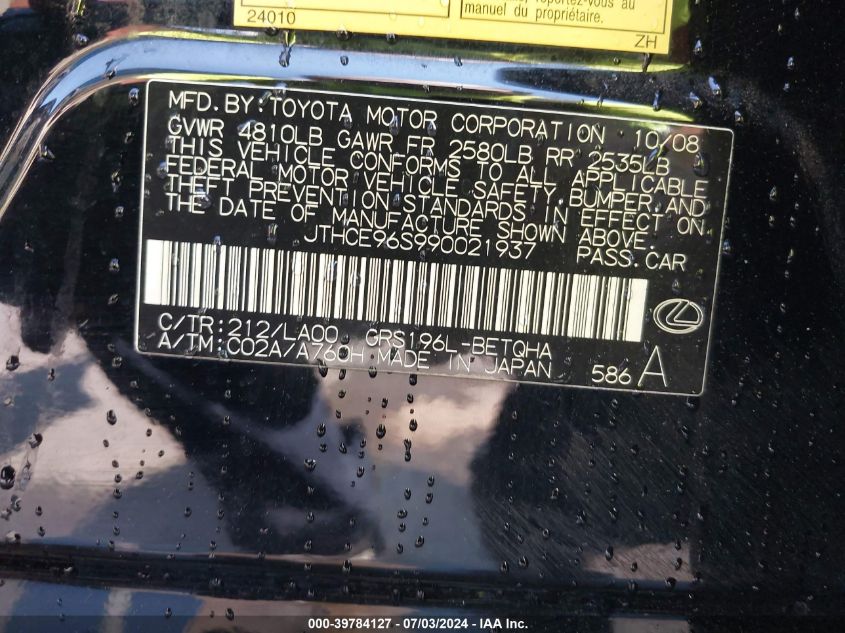 reportez-vous au
24010
manuel du propriétaire.
ZH
MFD. BY: TOYOTA MOTOR CORPORATION 10/08
GVWR 4810LB GAWR FR 2580LB RR 2535LB
THIS VEHICLE CONFORMS TO ALL APPLICABLE
FEDERAL MOTOR VEHICLE SAFETY, BUMPER, AND
THEFT PREVENTION STANDARDS IN EFFECT ON
THE DATE OF MANUFACTURE SHOWN ABOVE.
JTHCE96S990021937 PASS.CAR
C/TR:212/LA00 GRS196L-BETQHA
A/TM:C02A/A760H MADE IN JAPAN 586 A
000-39784127 - 07/03/2024 - IAA Inc.